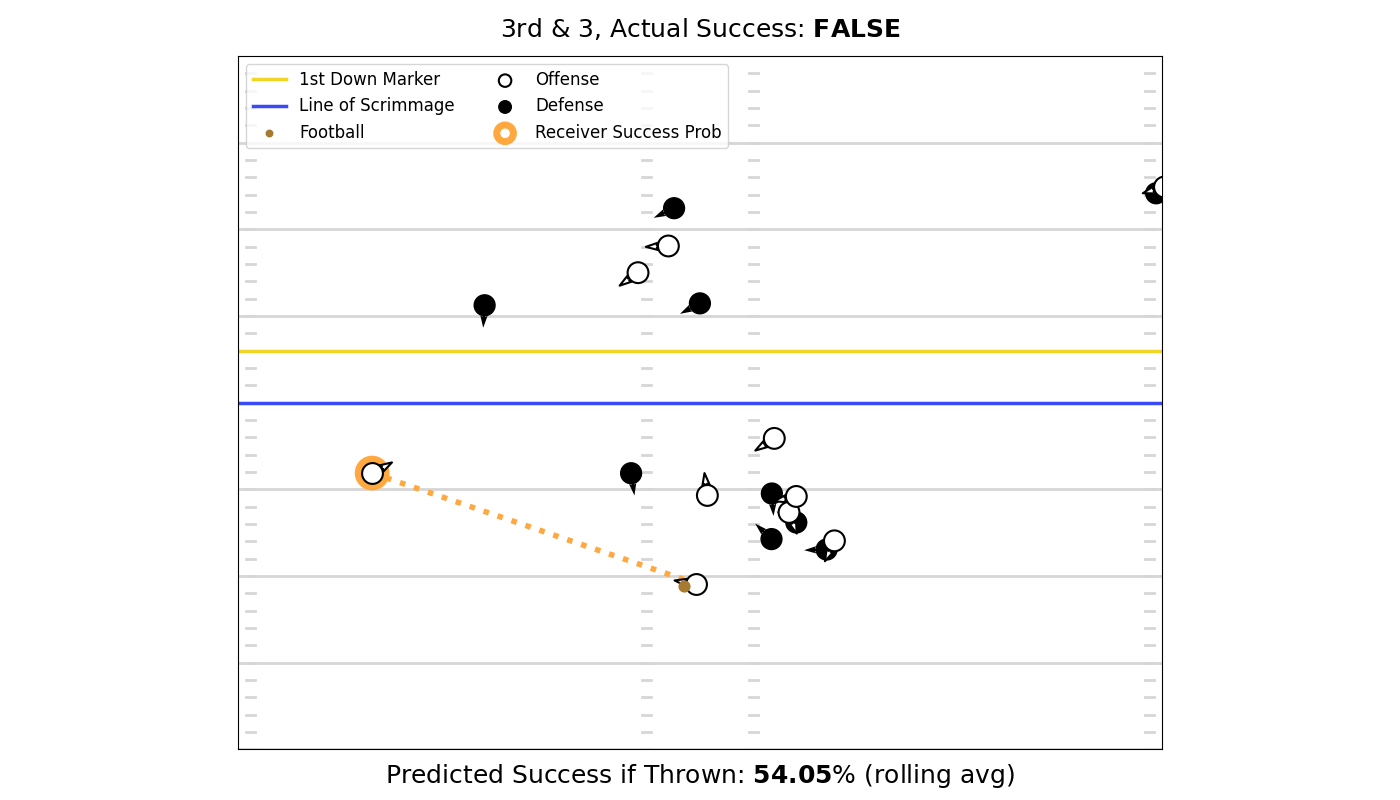 3rd & 3, Actual Success: FALSE
1st Down Marker
Line of Scrimmage
Football
Offense
Defense
Receiver Success Prob
Predicted Success if Thrown: 54.05% (rolling avg)